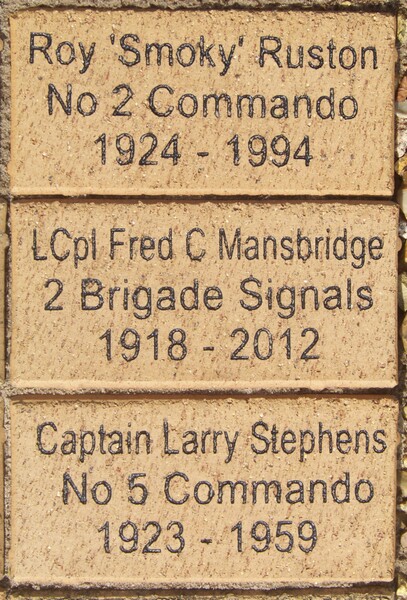 Roy 'Smoky' Ruston
No 2 Commando
1924 - 1994
LCpl Fred C Mansbridge
2 Brigade Signals
1918 - 2012
Captain Larry Stephens
No 5 Commando
1923 - 1959